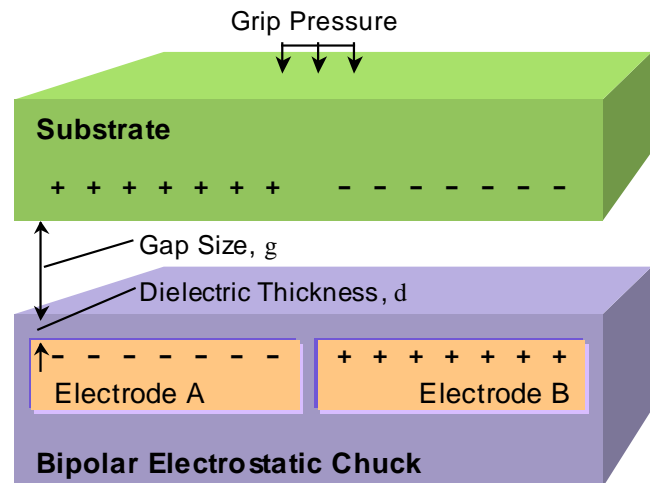 Grip Pressure
Substrate
+ + + + + + + − − − − − − −
Gap Size, g
Dielectric Thickness, d
− − − − − − − + + + + + + +
Electrode A Electrode B
Bipolar Electrostatic Chuck